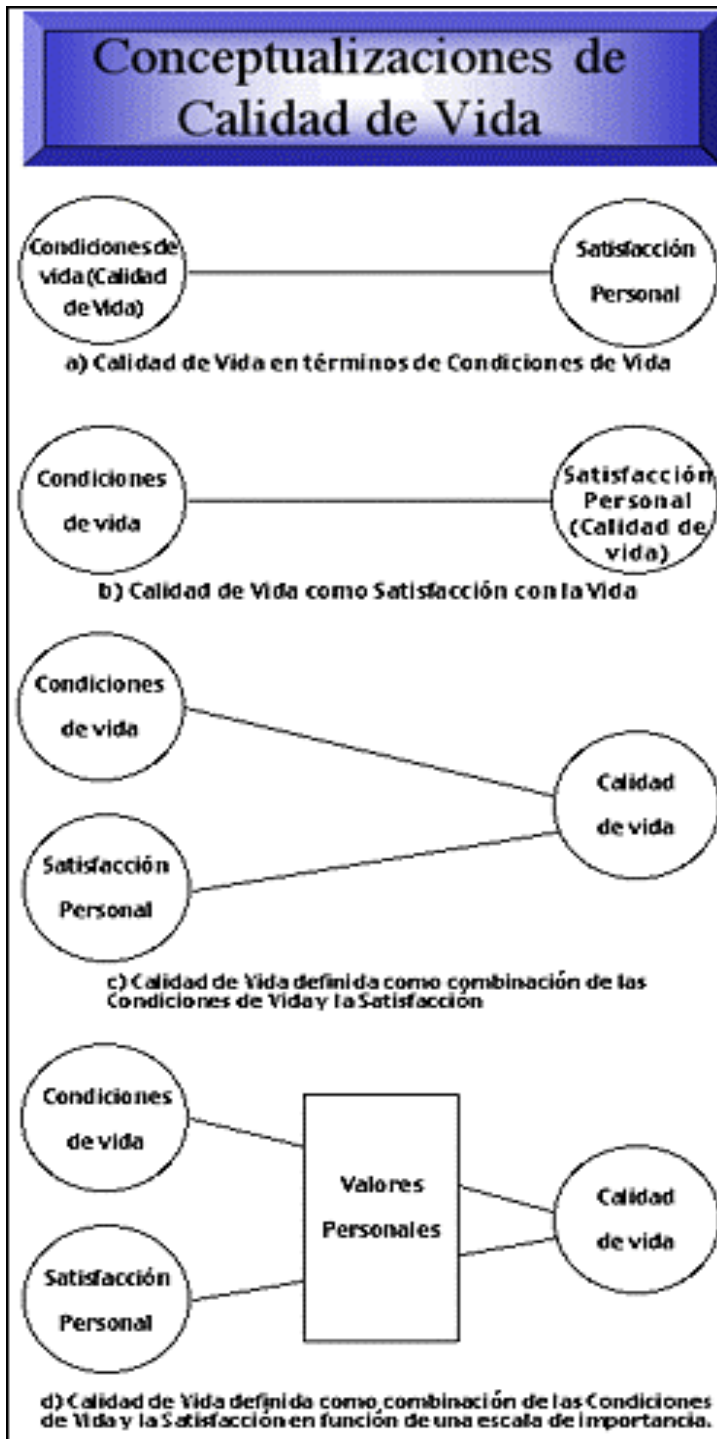 Conceptualizaciones de
Calidad de Vida
Condiciones de
vida (Calidad
de Vida)
Satisfacción
Personal
a) Calidad de Vida en términos de Condiciones de Vida
Condiciones
de vida
Satisfacción
Personal
(Calidad de
vida)
b) Calidad de Vida como Satisfacción con la Vida
Condiciones
de vida
Satisfacción
Personal
Calidad
de vida
c) Calidad de Vida definida como combinación de las
Condiciones de Vida y la Satisfacción
Condiciones
de vida
Satisfacción
Personal
Valores
Personales
Calidad
de vida
d) Calidad de Vida definida como combinación de las Condiciones
de Vida y la Satisfacción en función de una escala de importancia.